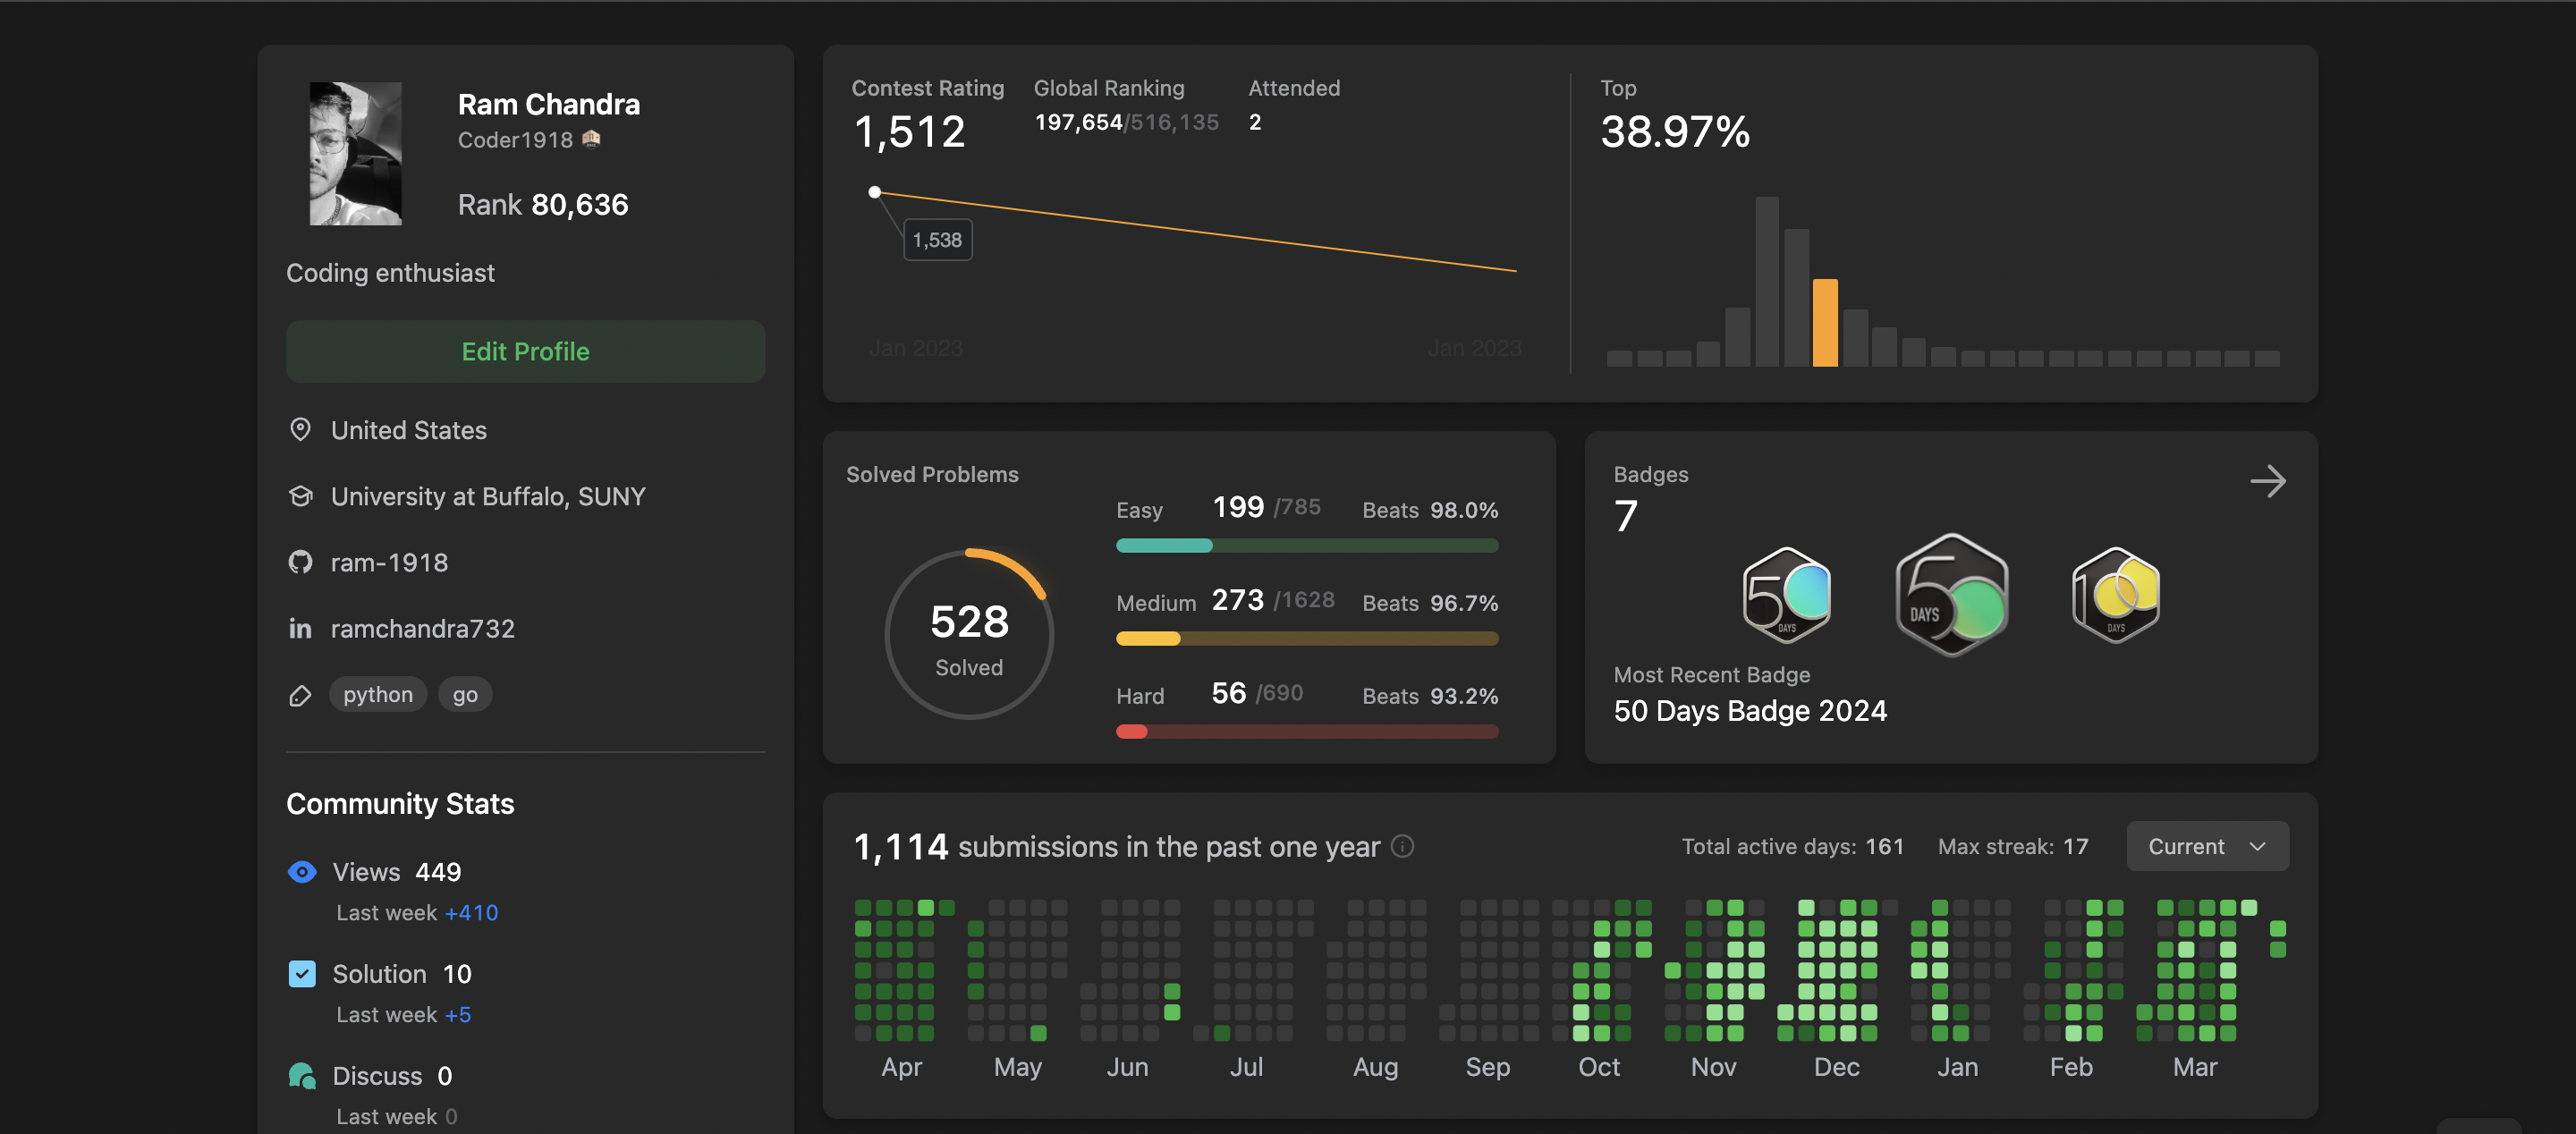 Ram Chandra
Coder1918
Rank 80,636
Coding enthusiast
Edit Profile
United States
University at Buffalo, SUNY
ram-1918
in ramchandra732
python go
Community Stats
Views 449
Last week +410
Solution 10
Last week +5
Discuss 0
Last week 0
Contest Rating Global Ranking Attended
1,512 197,654/516,135 2
1,538
Jan 2023 Jan 2023
Top
38.97%
Solved Problems
528
Solved
Easy 199 /785 Beats 98.0%
Medium 273 /1628 Beats 96.7%
Hard 56 /690 Beats 93.2%
Badges
7
50 DAYS
50 DAYS
100 DAYS
Most Recent Badge
50 Days Badge 2024
1,114 submissions in the past one year
Total active days: 161 Max streak: 17 Current
Apr May Jun Jul Aug Sep Oct Nov Dec Jan Feb Mar